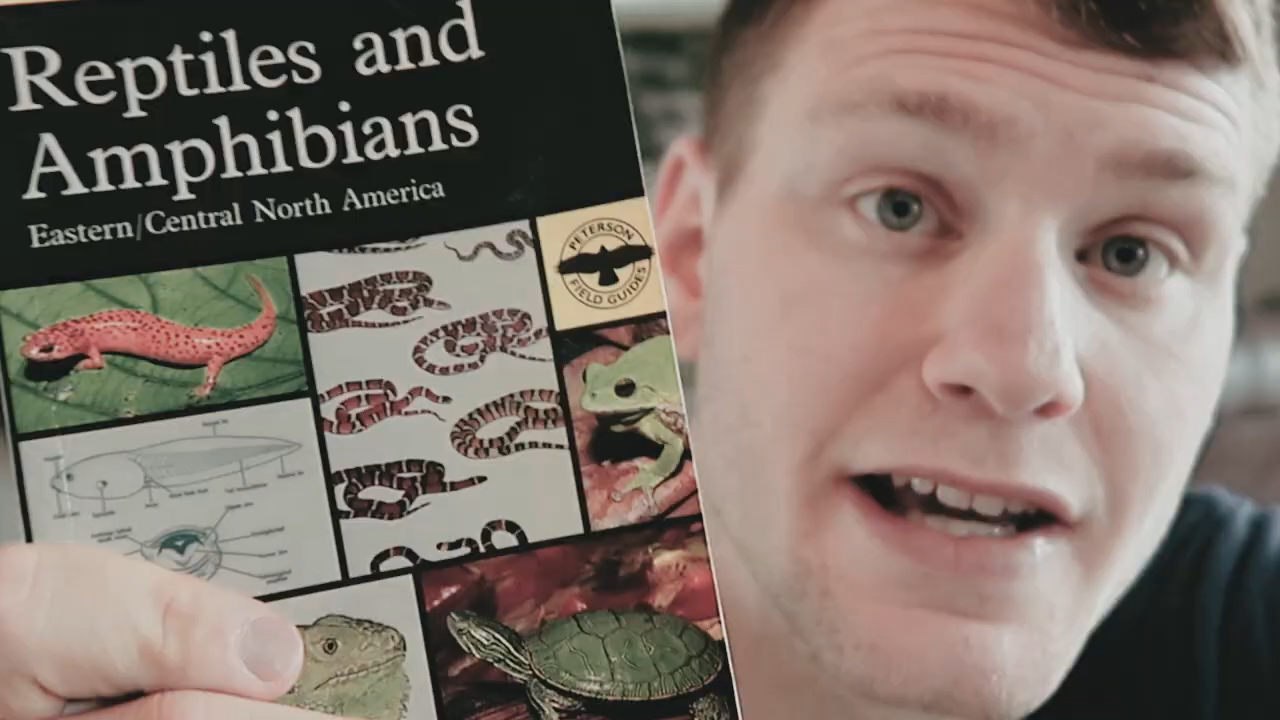 Reptiles and
Amphibians
Eastern/Central North America
PETERSON
FIELD GUIDES